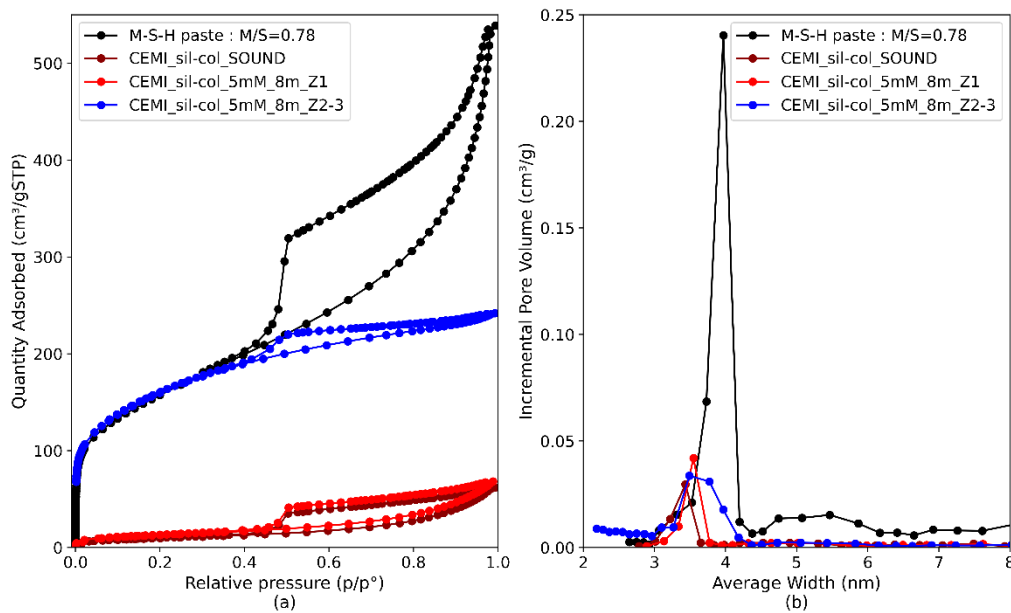 M-S-H paste : M/S=0.78
CEMI_sil-col_SOUND
CEMI_sil-col_5mM_8m_Z1
CEMI_sil-col_5mM_8m_Z2-3
Quantity Adsorbed (cm³/gSTP)
500
400
300
200
100
0
0.0 0.2 0.4 0.6 0.8 1.0
Relative pressure (p/p°)
(a)
M-S-H paste : M/S=0.78
CEMI_sil-col_SOUND
CEMI_sil-col_5mM_8m_Z1
CEMI_sil-col_5mM_8m_Z2-3
Incremental Pore Volume (cm³/g)
0.25
0.20
0.15
0.10
0.05
0.00
2 3 4 5 6 7 8
Average Width (nm)
(b)